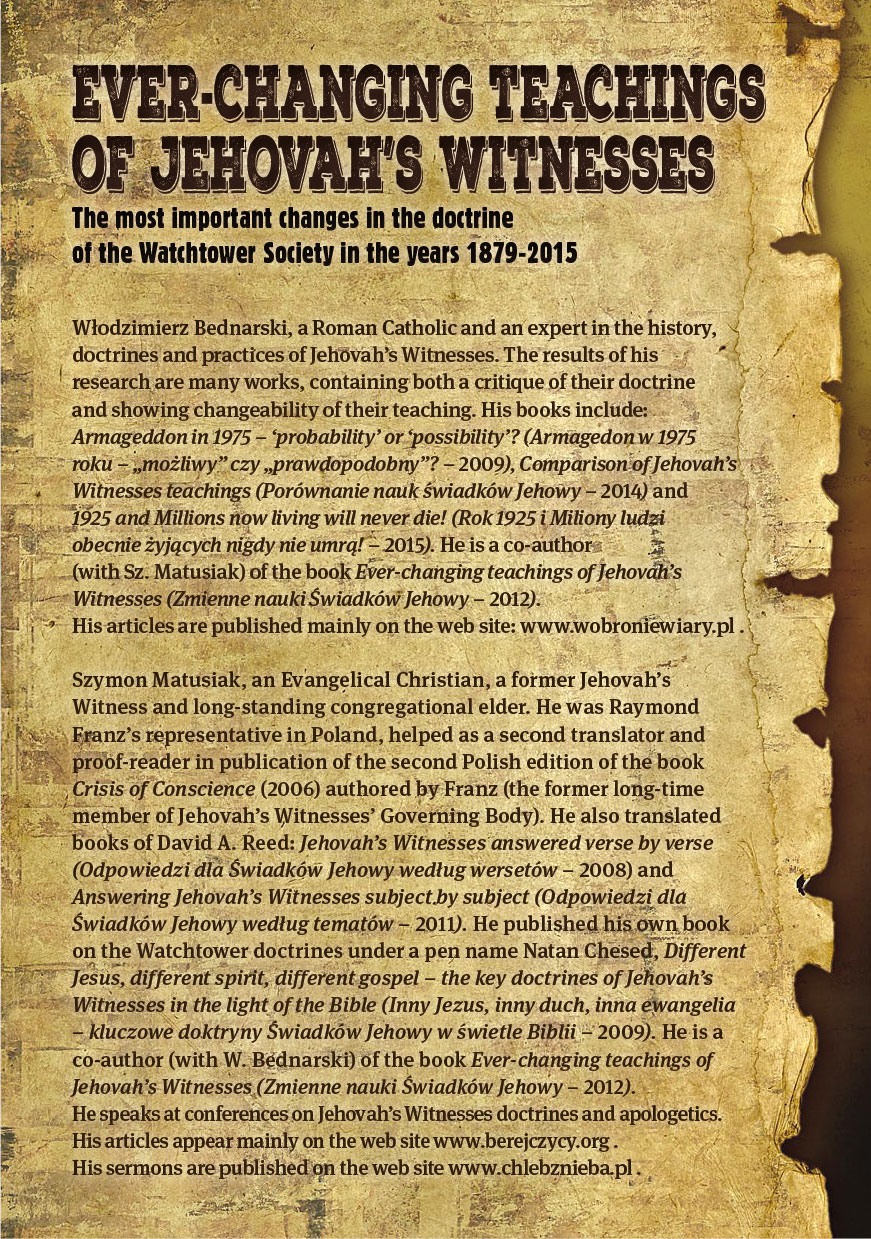 EVER-CHANGING TEACHINGS
OF JEHOVAH'S WITNESSES
The most important changes in the doctrine
of the Watchtower Society in the years 1879-2015
Włodzimierz Bednarski, a Roman Catholic and an expert in the history,
doctrines and practices of Jehovah's Witnesses. The results of his
research are many works, containing both a critique of their doctrine
and showing changeability of their teaching. His books include:
Armageddon in 1975 – 'probability' or 'possibility'? (Armagedon w 1975
roku – „możliwy" czy „prawdopodobny"? – 2009), Comparison of Jehovah's
Witnesses teachings (Porównanie nauk świadków Jehowy – 2014) and
1925 and Millions now living will never die! (Rok 1925 i Miliony ludzi
obecnie żyjących nigdy nie umrą! – 2015). He is a co-author
(with Sz. Matusiak) of the book Ever-changing teachings of Jehovah's
Witnesses (Zmienne nauki Świadków Jehowy – 2012).
His articles are published mainly on the web site: www.wobroniewiary.pl .
Szymon Matusiak, an Evangelical Christian, a former Jehovah's
Witness and long-standing congregational elder. He was Raymond
Franz's representative in Poland, helped as a second translator and
proof-reader in publication of the second Polish edition of the book
Crisis of Conscience (2006) authored by Franz (the former long-time
member of Jehovah's Witnesses' Governing Body). He also translated
books of David A. Reed: Jehovah's Witnesses answered verse by verse
(Odpowiedzi dla Świadków Jehowy według wersetów – 2008) and
Answering Jehovah's Witnesses subject by subject (Odpowiedzi dla
Świadków Jehowy według tematów – 2011). He published his own book
on the Watchtower doctrines under a pen name Natan Chesed, Different
Jesus, different spirit, different gospel – the key doctrines of Jehovah's
Witnesses in the light of the Bible (Inny Jezus, inny duch, inna ewangelia
– kluczowe doktryny Świadków Jehowy w świetle Biblii – 2009). He is a
co-author (with W. Bednarski) of the book Ever-changing teachings of
Jehovah's Witnesses (Zmienne nauki Świadków Jehowy – 2012).
He speaks at conferences on Jehovah's Witnesses doctrines and apologetics.
His articles appear mainly on the web site www.berejczycy.org .
His sermons are published on the web site www.chlebznieba.pl .